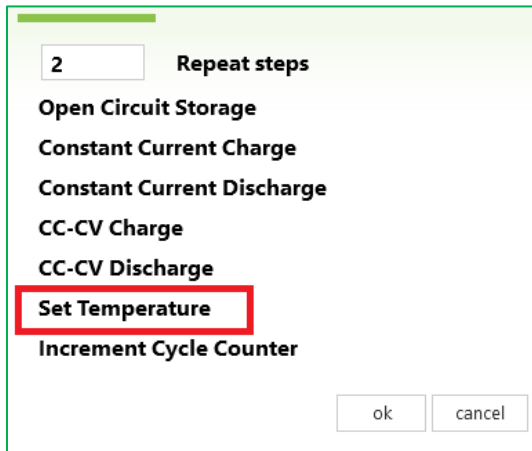 2 Repeat steps
Open Circuit Storage
Constant Current Charge
Constant Current Discharge
CC-CV Charge
CC-CV Discharge
Set Temperature
Increment Cycle Counter
ok cancel